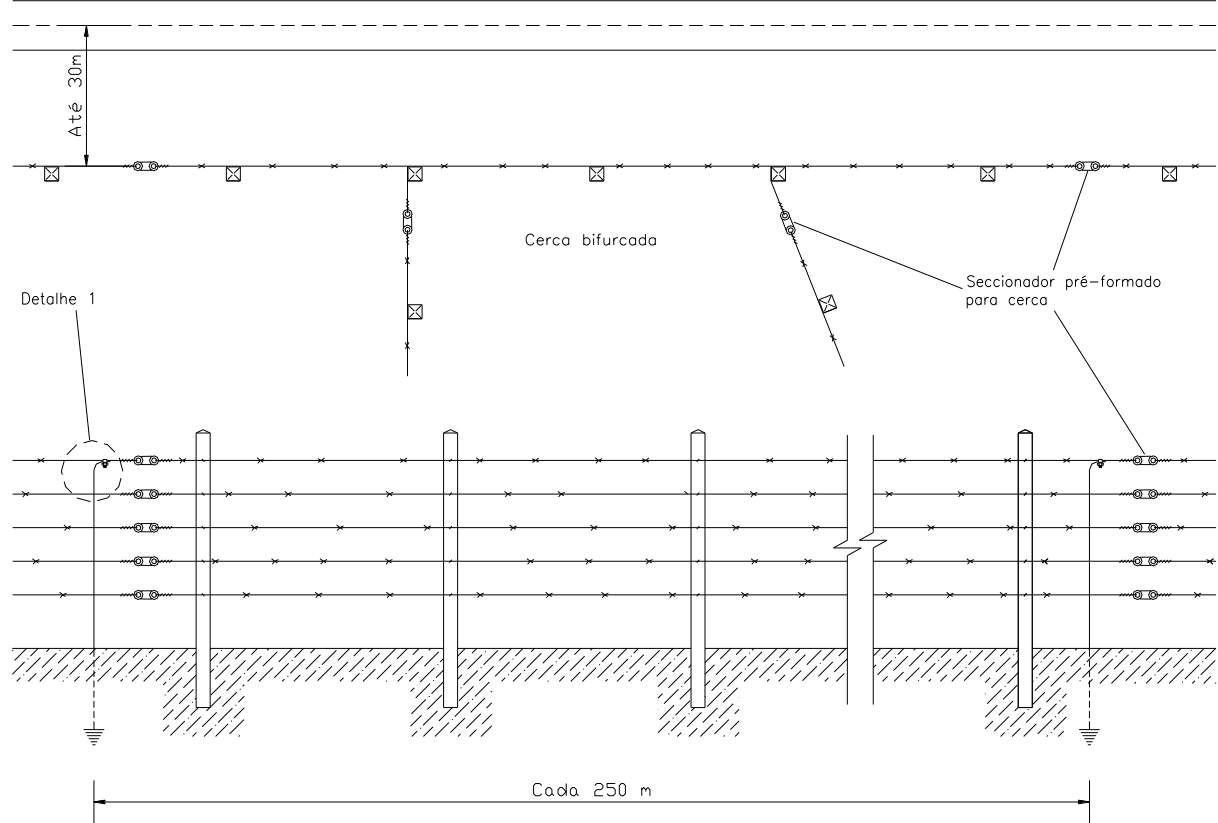 Até 30m
Cerca bifurcada
Seccionador pré-formado
para cerca
Detalhe 1
Cada 250 m